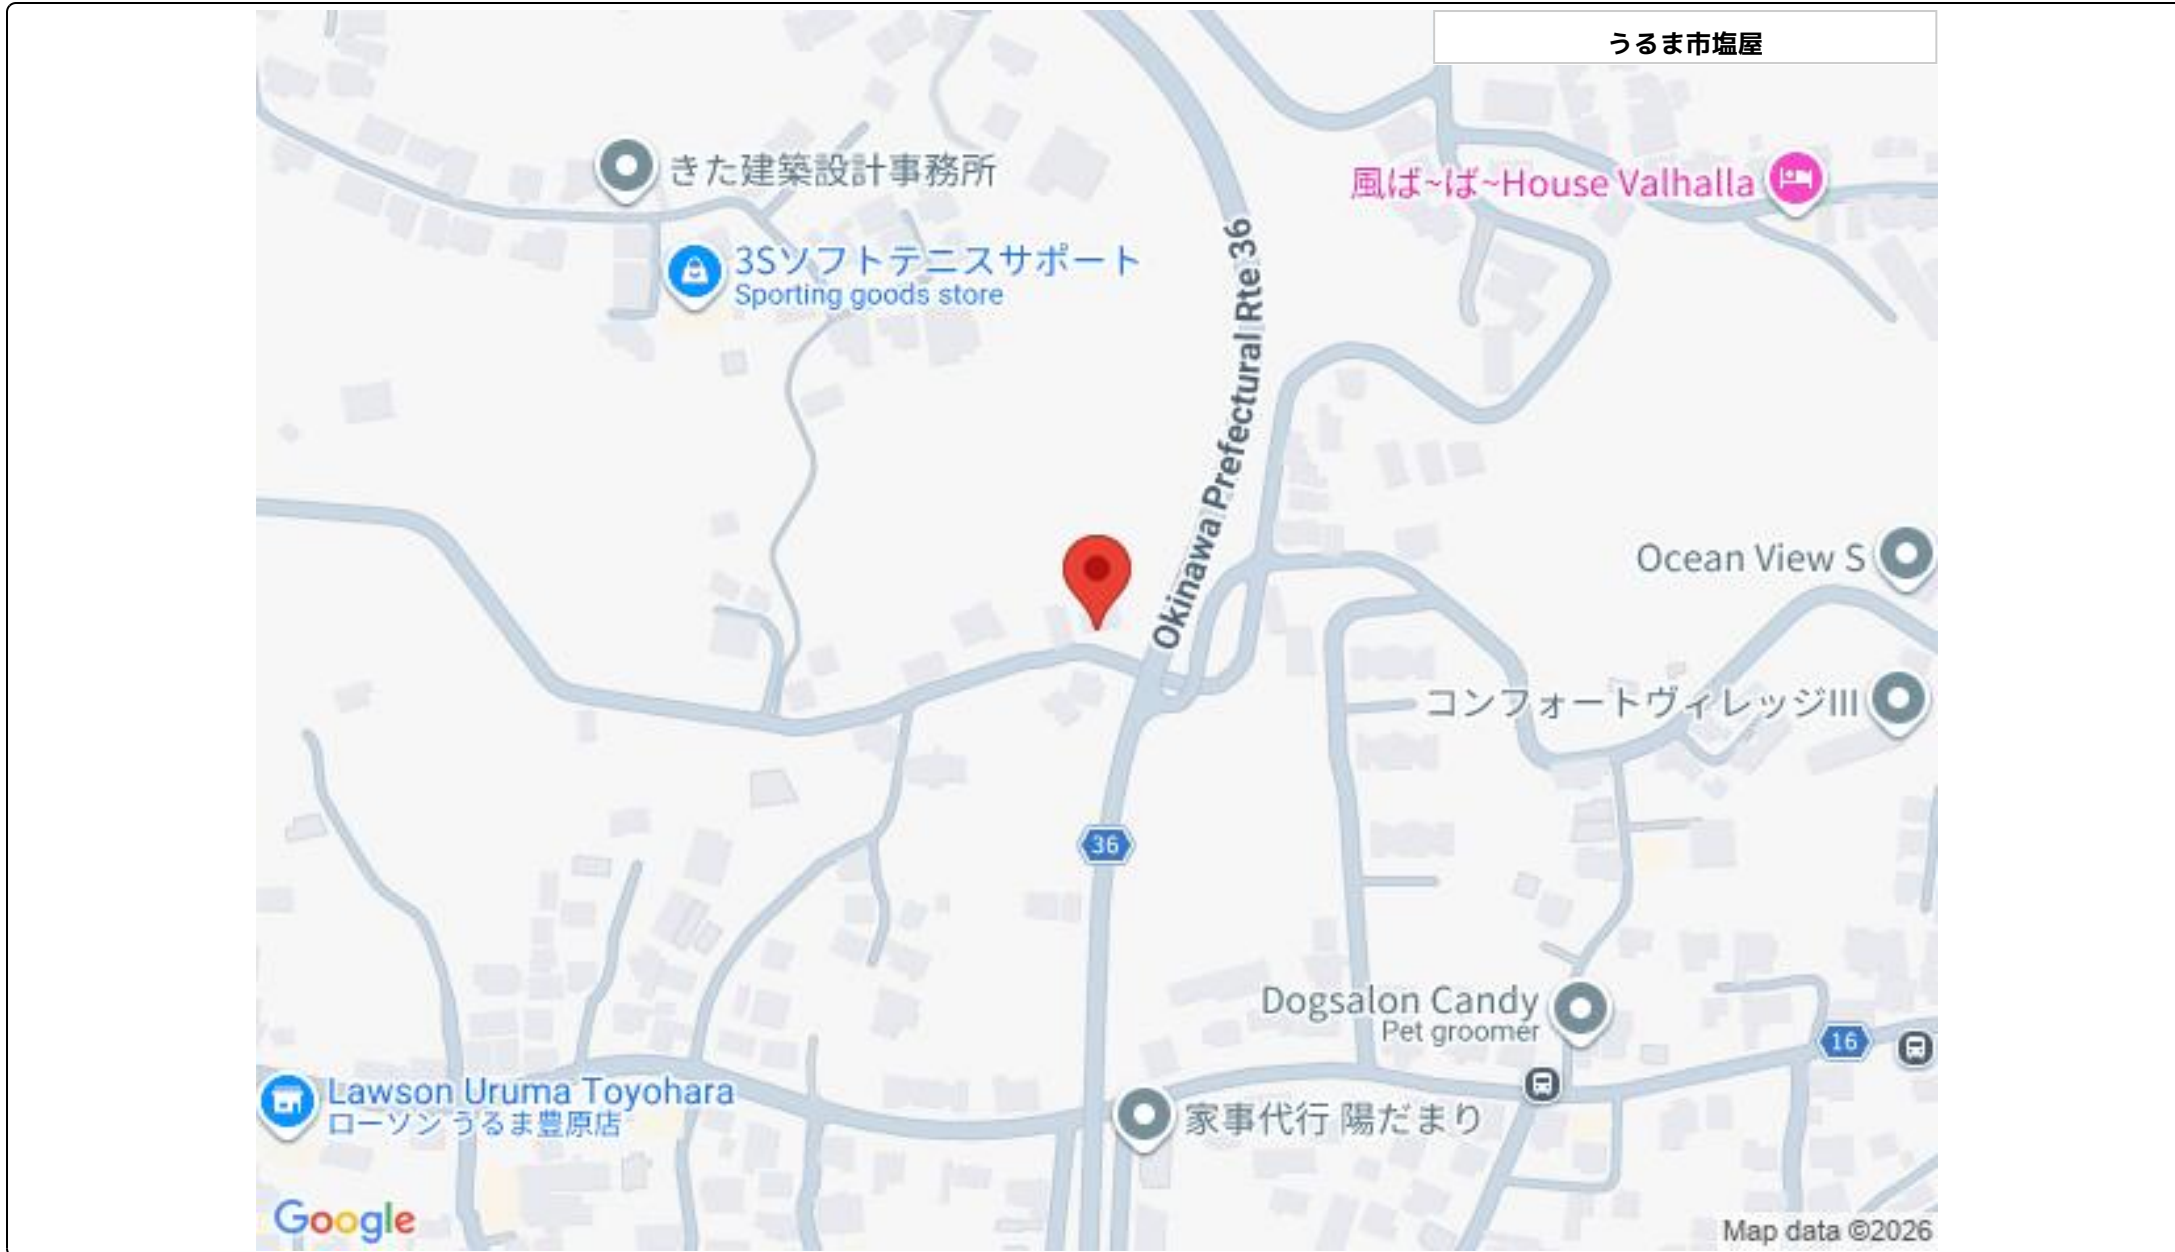 うるま市塩屋
きた建築設計事務所
風ば~ば~House Valhalla
3Sソフトテニスサポート
Sporting goods store
Okinawa Prefectural Rte 36
Ocean View S
コンフォートヴィレッジIII
36
Dogsalon Candy
Pet groomer
16
Lawson Uruma Toyohara
ローソン うるま豊原店
家事代行 陽だまり
Google
Map data ©2026